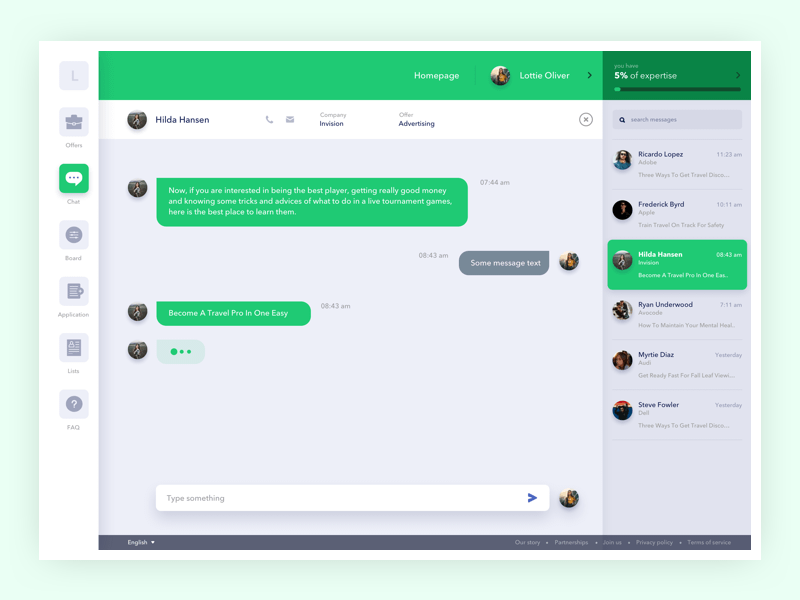 L
Offers
Chat
Board
Application
Lists
FAQ
Homepage
Lottie Oliver
you have
5% of expertise
Hilda Hansen
Company
Invision
Offer
Advertising
Now, if you are interested in being the best player, getting really good money
and knowing some tricks and advices of what to do in a live tournament games,
here is the best place to learn them.
07:44 am
08:43 am
Some message text
Become A Travel Pro In One Easy
08:43 am
Type something
search messages
Ricardo Lopez
11:23 am
Adobe
Three Ways To Get Travel Disco...
Frederick Byrd
10:11 am
Apple
Train Travel On Track For Safety
Hilda Hansen
08:43 am
Invision
Become A Travel Pro In One Eas..
Ryan Underwood
7:11 am
Avocode
How To Maintain Your Mental Heal..
Myrtie Diaz
Yesterday
Audi
Get Ready Fast For Fall Leaf Viewi...
Steve Fowler
Yesterday
Dell
Three Ways To Get Travel Disco...
English
Our story • Partnerships • Join us • Privacy policy • Terms of service